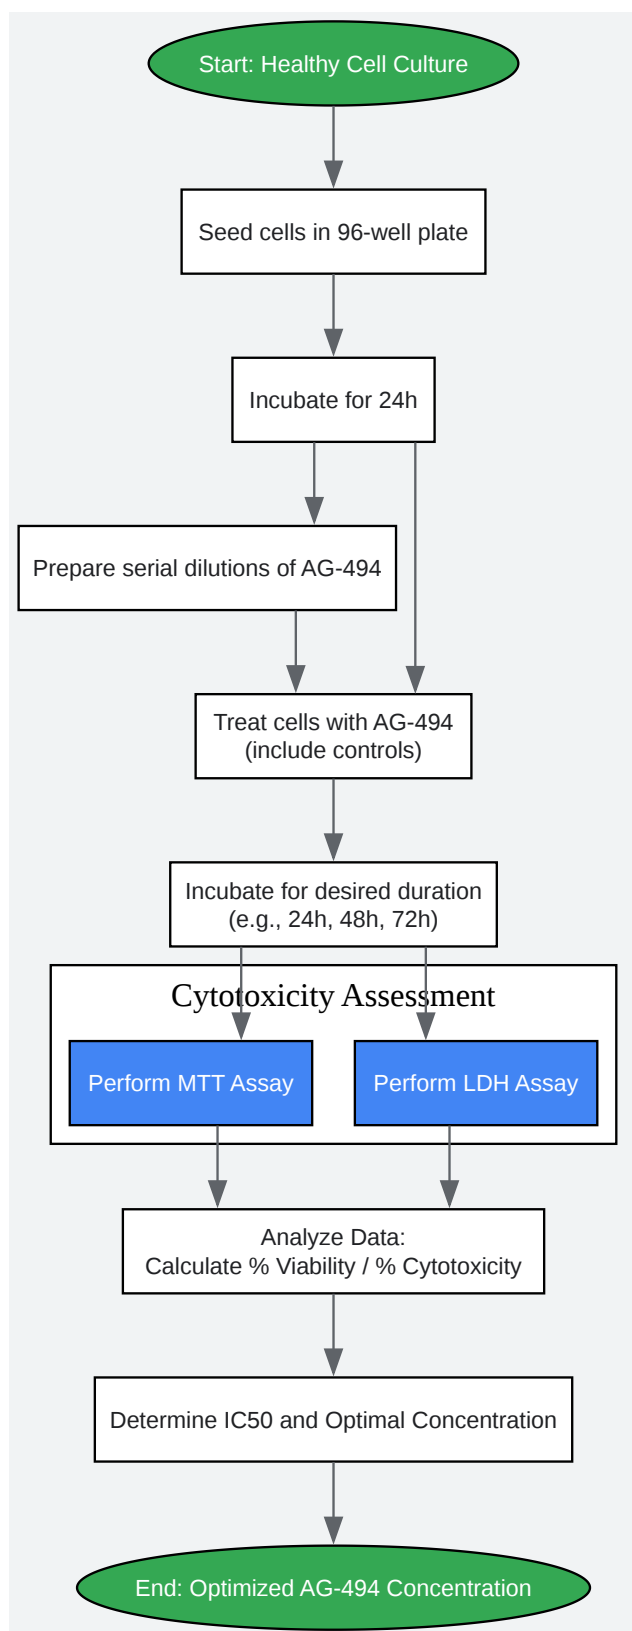 Start: Healthy Cell Culture
Seed cells in 96-well plate
Incubate for 24h
Prepare serial dilutions of AG-494
Treat cells with AG-494
(include controls)
Incubate for desired duration
(e.g., 24h, 48h, 72h)
Cytotoxicity Assessment
Perform MTT Assay
Perform LDH Assay
Analyze Data:
Calculate % Viability / % Cytotoxicity
Determine IC50 and Optimal Concentration
End: Optimized AG-494 Concentration